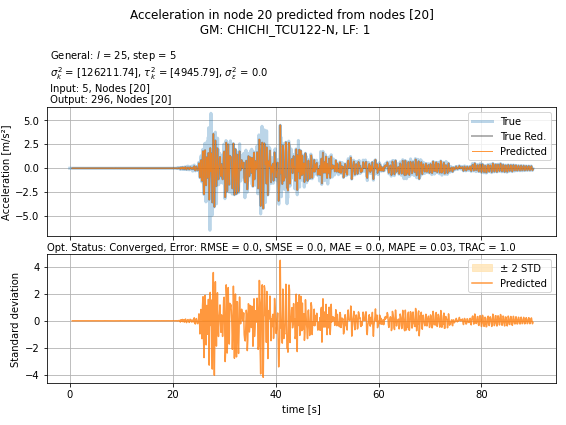 Acceleration in node 20 predicted from nodes [20]
GM: CHICHI_TCU122-N, LF: 1
General: l = 25, step = 5
σ²ₖ = [126211.74], τ²ₖ = [4945.79], σ²ε = 0.0
Input: 5, Nodes [20]
Output: 296, Nodes [20]
Acceleration [m/s²]
5.0
2.5
0.0
−2.5
−5.0
True
True Red.
Predicted
Opt. Status: Converged, Error: RMSE = 0.0, SMSE = 0.0, MAE = 0.0, MAPE = 0.03, TRAC = 1.0
Standard deviation
4
2
0
−2
−4
± 2 STD
Predicted
0 20 40 60 80
time [s]